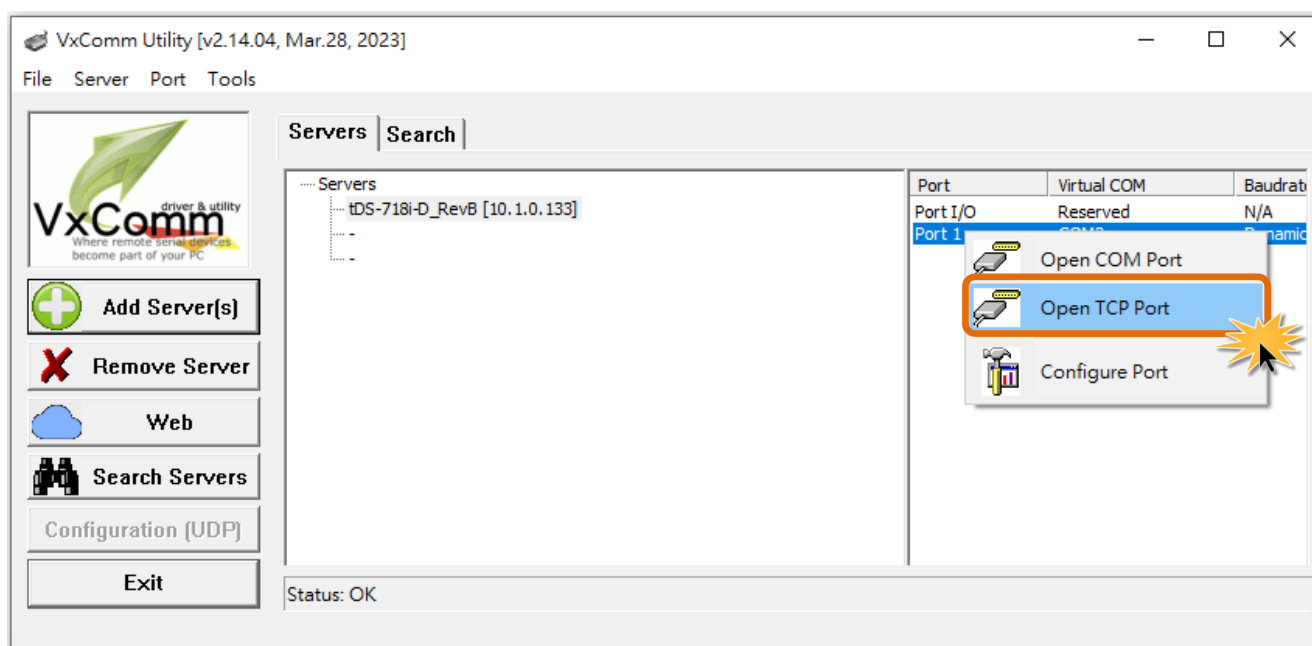 VxComm Utility [v2.14.04, Mar.28, 2023]
File Server Port Tools
VxComm
driver & utility
Where remote serial devices
become part of your PC
Add Server(s)
Remove Server
Web
Search Servers
Configuration (UDP)
Exit
Servers Search
Servers
tDS-718i-D_RevB [10.1.0.133]
-
-
Port Virtual COM Baudrate
Port I/O Reserved N/A
Port 1 Dynamic
Open COM Port
Open TCP Port
Configure Port
Status: OK